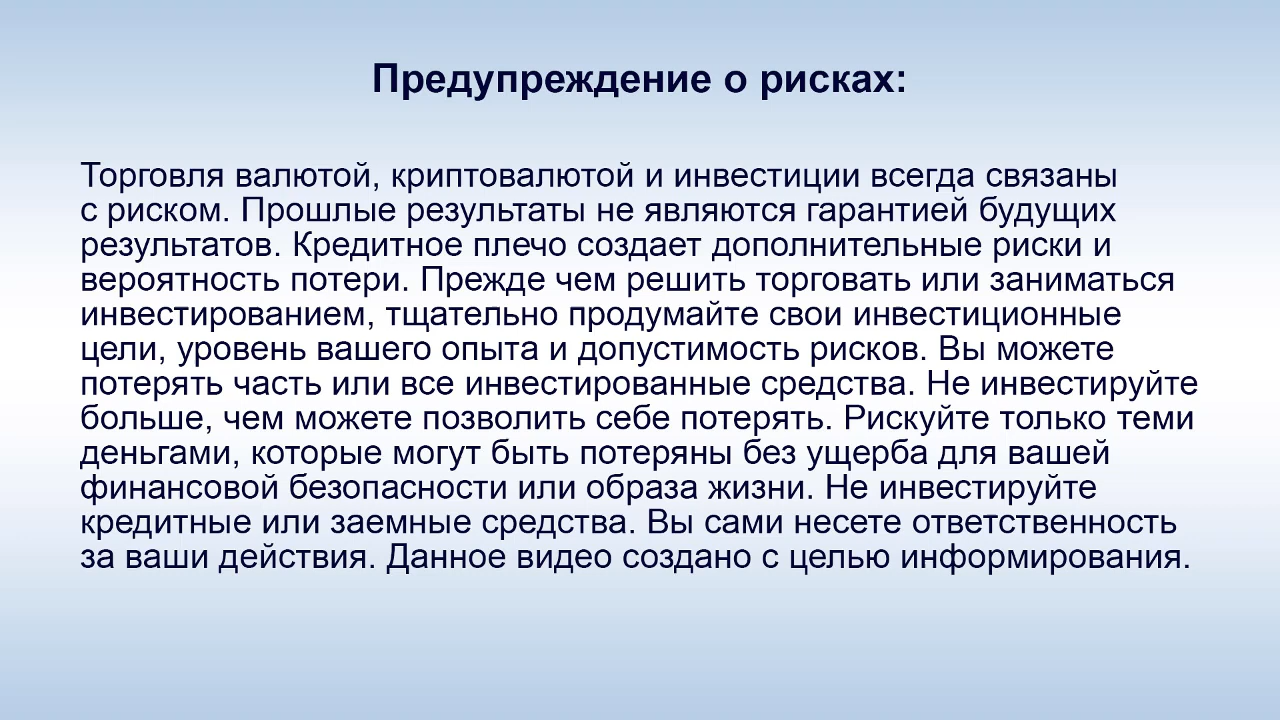 Предупреждение о рисках:
Торговля валютой, криптовалютой и инвестиции всегда связаны
с риском. Прошлые результаты не являются гарантией будущих
результатов. Кредитное плечо создает дополнительные риски и
вероятность потери. Прежде чем решить торговать или заниматься
инвестированием, тщательно продумайте свои инвестиционные
цели, уровень вашего опыта и допустимость рисков. Вы можете
потерять часть или все инвестированные средства. Не инвестируйте
больше, чем можете позволить себе потерять. Рискуйте только теми
деньгами, которые могут быть потеряны без ущерба для вашей
финансовой безопасности или образа жизни. Не инвестируйте
кредитные или заемные средства. Вы сами несете ответственность
за ваши действия. Данное видео создано с целью информирования.